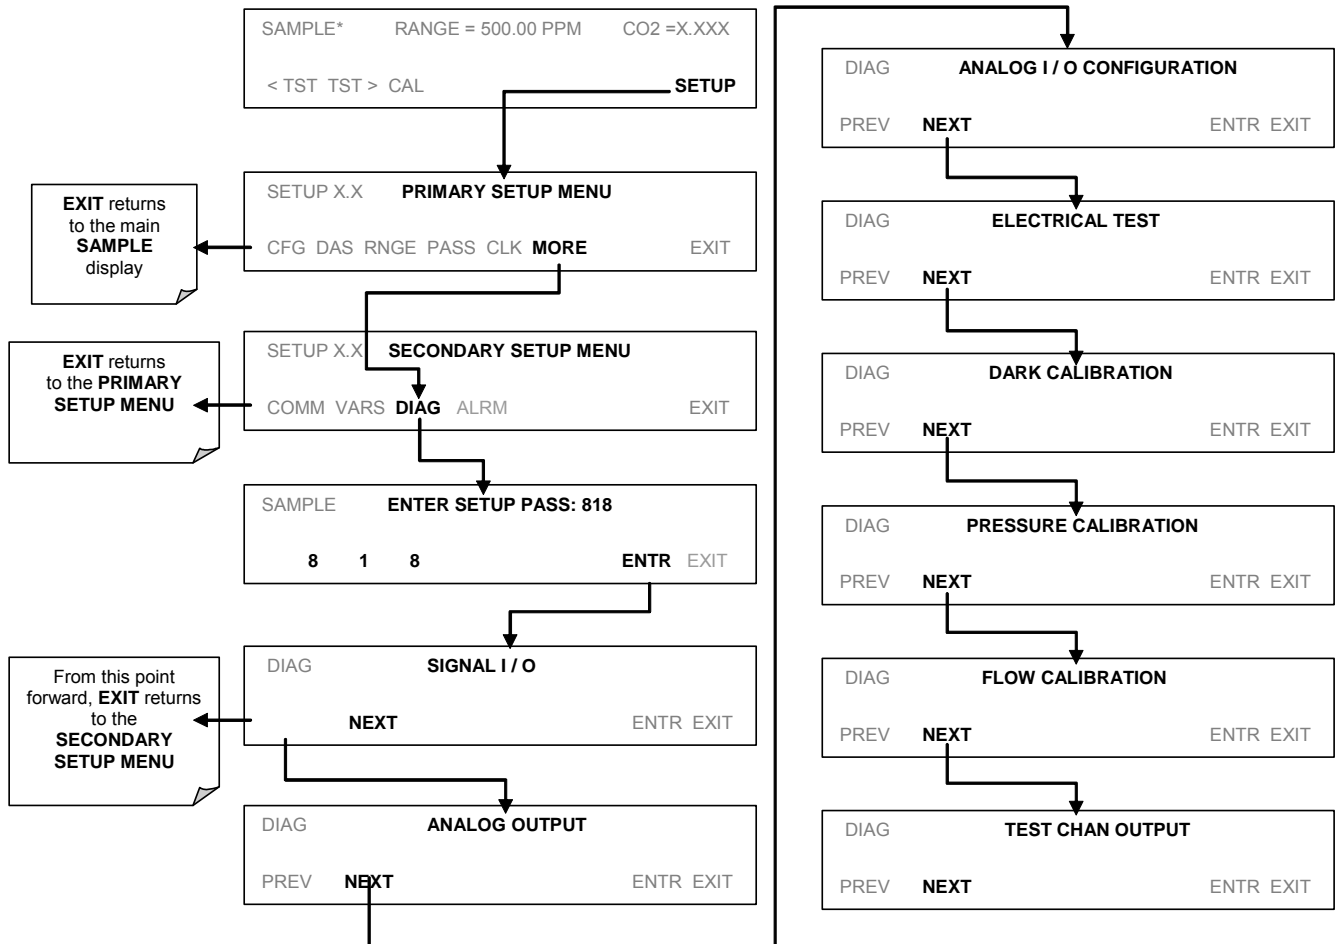 SAMPLE* RANGE = 500.00 PPM CO2 =X.XXX
< TST TST > CAL SETUP
SETUP X.X PRIMARY SETUP MENU
CFG DAS RNGE PASS CLK MORE EXIT
EXIT returns
to the main
SAMPLE
display
SETUP X.X SECONDARY SETUP MENU
COMM VARS DIAG ALRM EXIT
EXIT returns
to the PRIMARY
SETUP MENU
SAMPLE ENTER SETUP PASS: 818
8 1 8 ENTR EXIT
DIAG SIGNAL I / O
NEXT ENTR EXIT
From this point
forward, EXIT returns
to the
SECONDARY
SETUP MENU
DIAG ANALOG OUTPUT
PREV NEXT ENTR EXIT
DIAG ANALOG I / O CONFIGURATION
PREV NEXT ENTR EXIT
DIAG ELECTRICAL TEST
PREV NEXT ENTR EXIT
DIAG DARK CALIBRATION
PREV NEXT ENTR EXIT
DIAG PRESSURE CALIBRATION
PREV NEXT ENTR EXIT
DIAG FLOW CALIBRATION
PREV NEXT ENTR EXIT
DIAG TEST CHAN OUTPUT
PREV NEXT ENTR EXIT